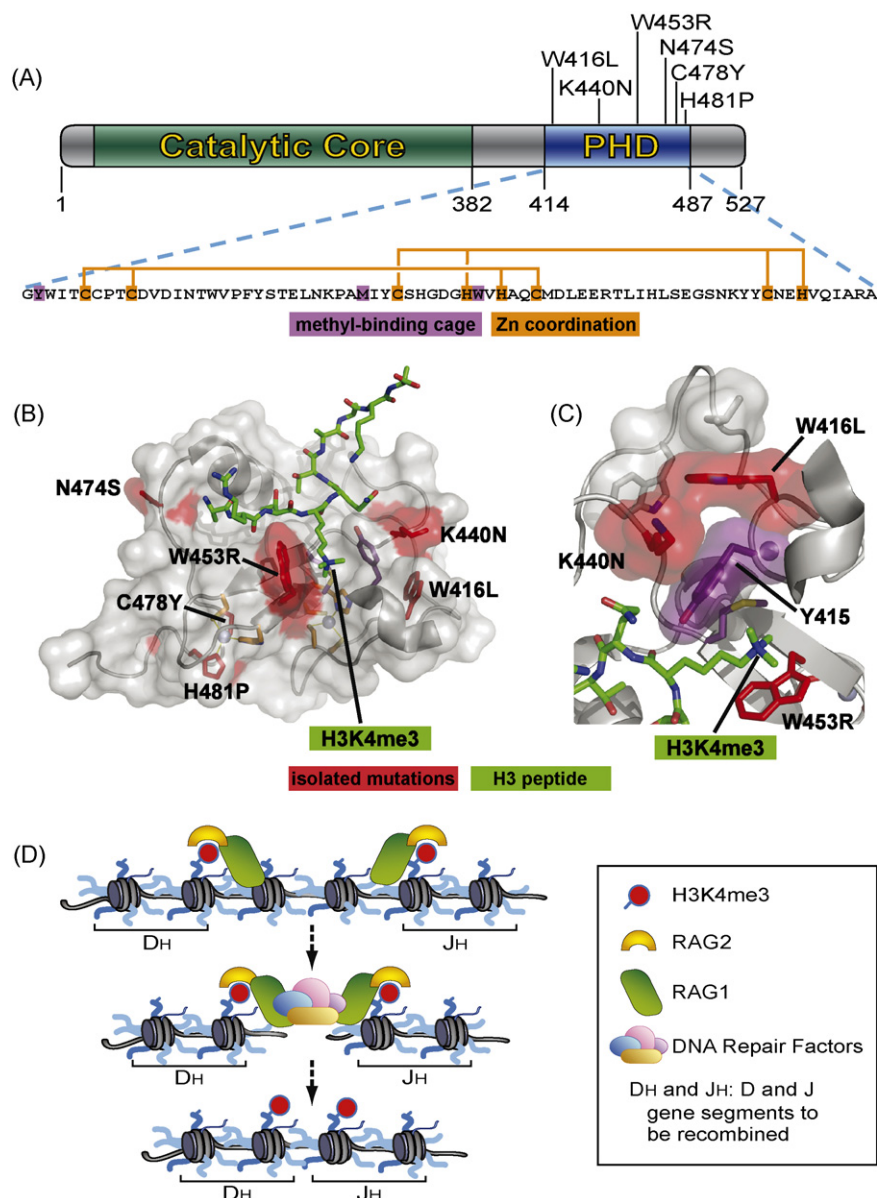 (A)
W453R
W416L
N474S
K440N
C478Y
H481P
Catalytic Core
PHD
1
382
414
487
527
GYWITCCPTCDVDINTWVPFYSTELNKPAMIYCSHGDGHWVHAQCMDLEERTLIHLSEGSNKYYCNEHVQIARA
methyl-binding cage
Zn coordination
(B)
N474S
W453R
C478Y
H481P
K440N
W416L
H3K4me3
(C)
W416L
K440N
Y415
W453R
H3K4me3
isolated mutations
H3 peptide
(D)
DH
JH
DH
JH
DH
JH
H3K4me3
RAG2
RAG1
DNA Repair Factors
DH and JH: D and J
gene segments to
be recombined